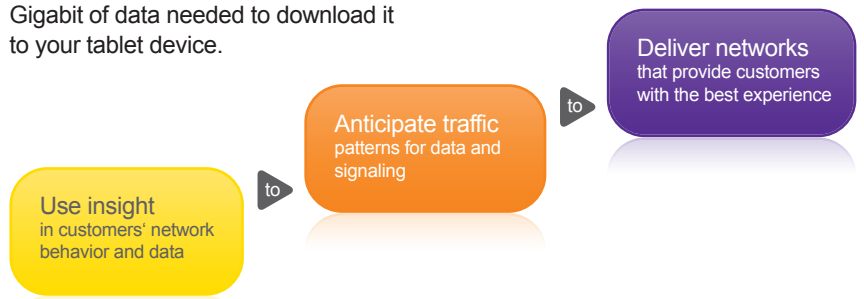 Gigabit of data needed to download it
to your tablet device.
Use insight
in customers‘ network
behavior and data
to
Anticipate traffic
patterns for data and
signaling
to
Deliver networks
that provide customers
with the best experience